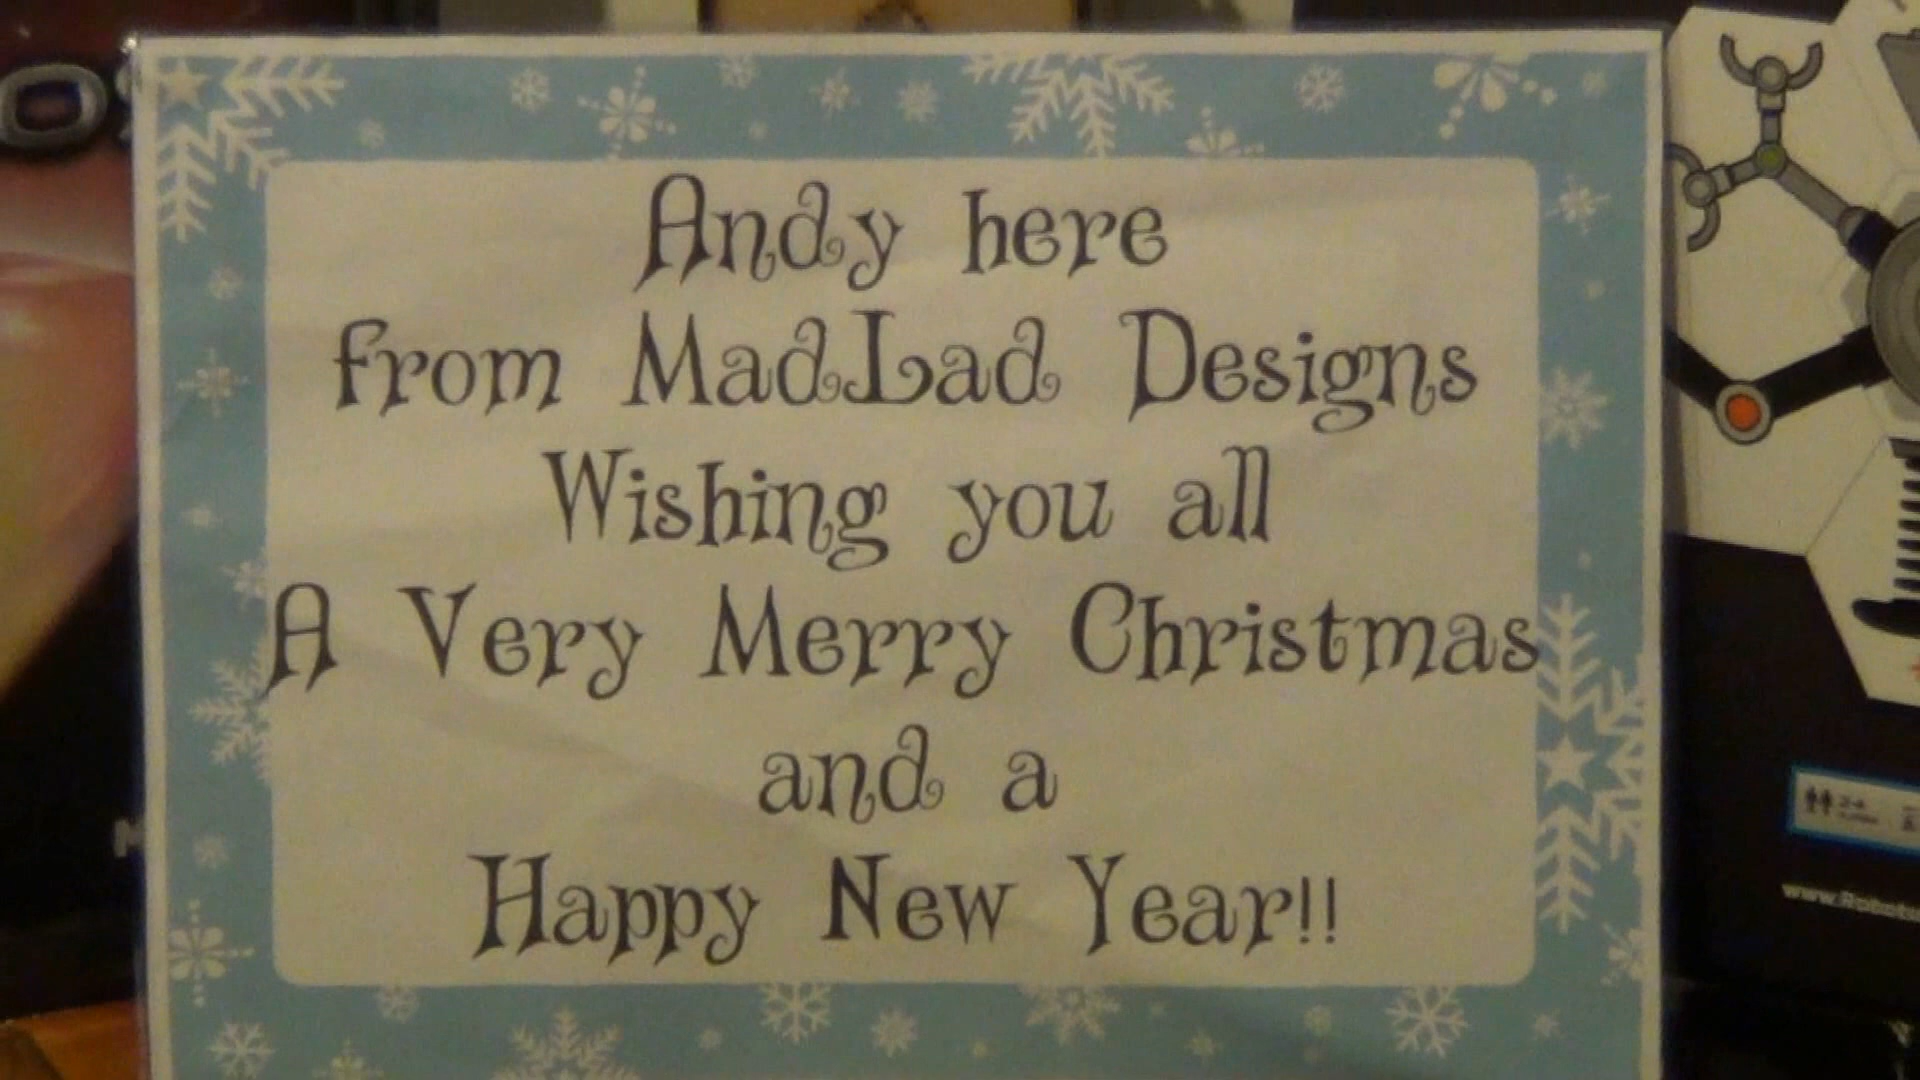 Andy here
from MadLad Designs
Wishing you all
A Very Merry Christmas
and a
Happy New Year!!